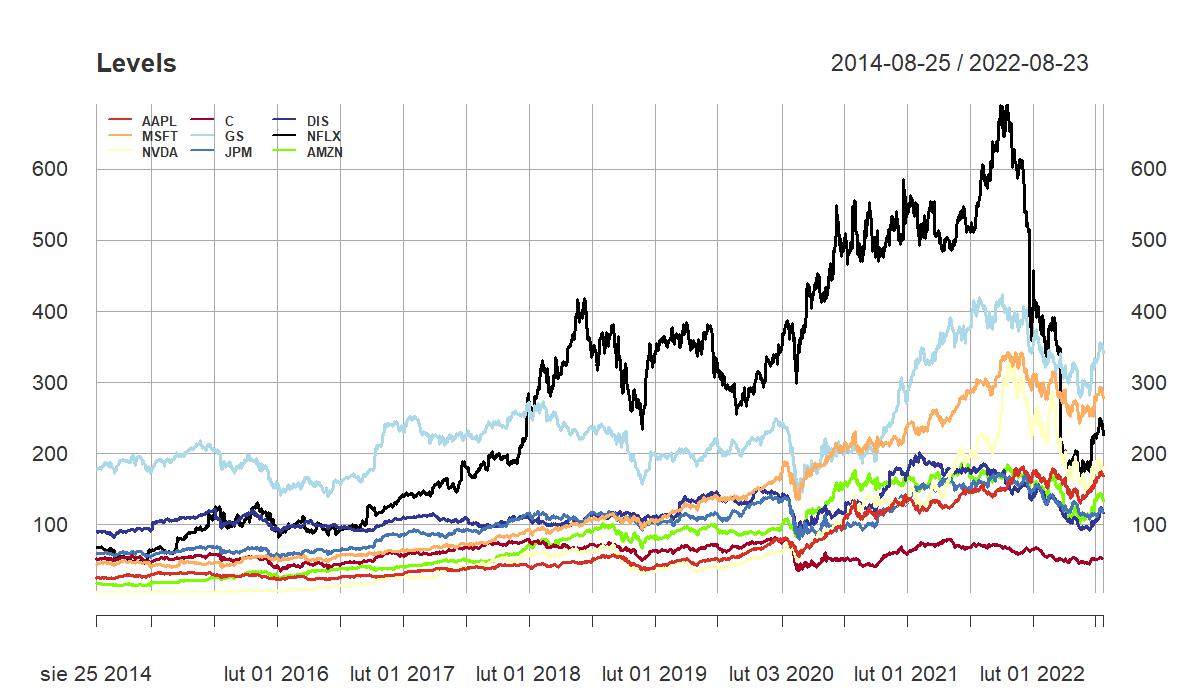 Levels 2014-08-25 / 2022-08-23
AAPL C DIS
MSFT GS NFLX
NVDA JPM AMZN
600 600
500 500
400 400
300 300
200 200
100 100
sie 25 2014 lut 01 2016 lut 01 2017 lut 01 2018 lut 01 2019 lut 03 2020 lut 01 2021 lut 01 2022